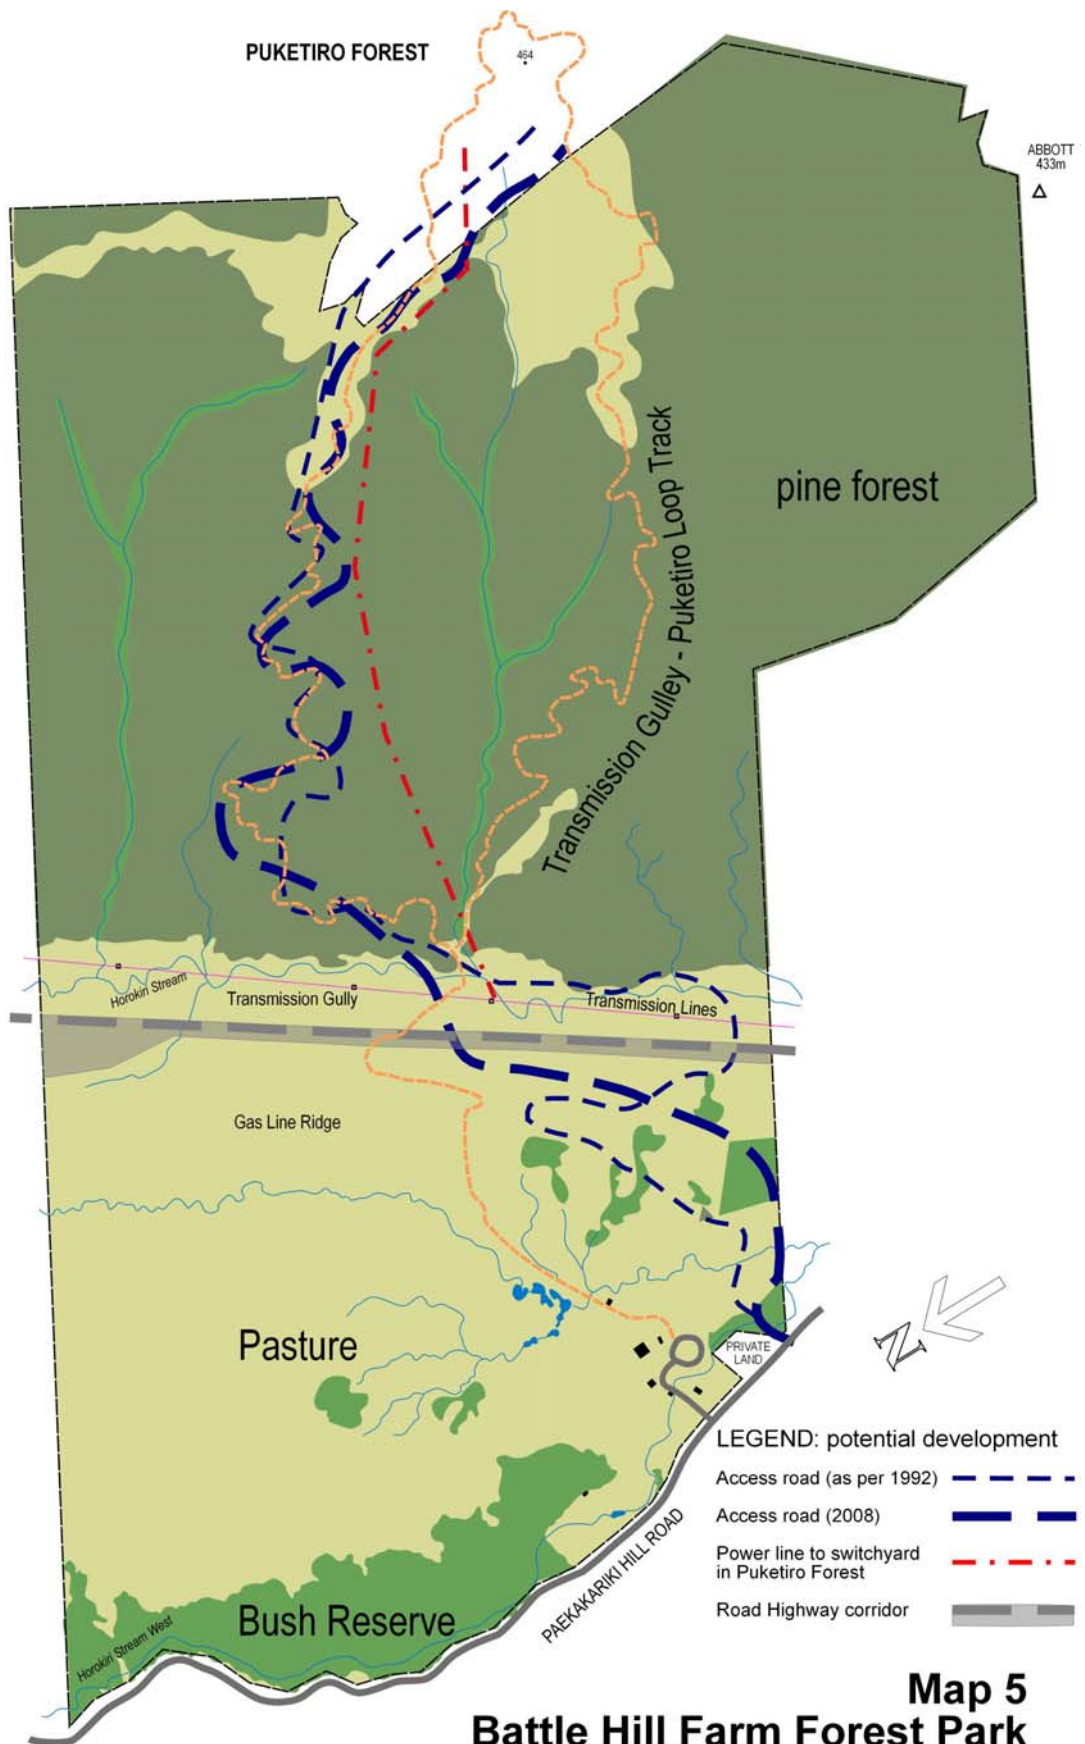 PUKETIRO FOREST
464
ABBOTT
433m
pine forest
Transmission Gulley - Puketiro Loop Track
Horokiri Stream
Transmission Gully
Transmission Lines
Gas Line Ridge
Pasture
PRIVATE
LAND
N
LEGEND: potential development
Access road (as per 1992)
Access road (2008)
Power line to switchyard
in Puketiro Forest
Road Highway corridor
PAEKAKARIKI HILL ROAD
Bush Reserve
Horokiri Stream West
Map 5
Battle Hill Farm Forest Park